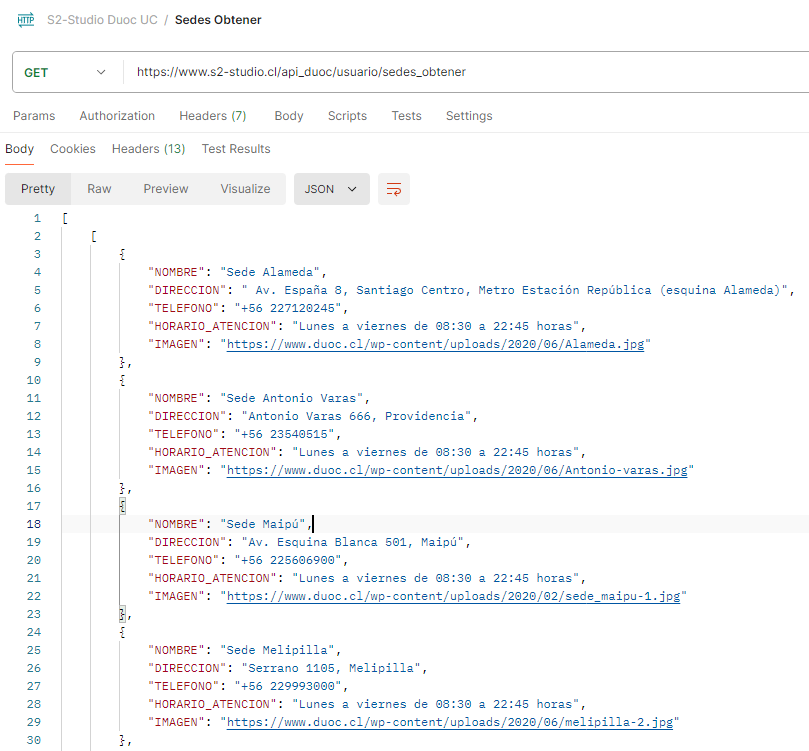 HTTP S2-Studio Duoc UC / Sedes Obtener
GET https://www.s2-studio.cl/api_duoc/usuario/sedes_obtener
Params Authorization Headers (7) Body Scripts Tests Settings
Body Cookies Headers (13) Test Results
Pretty Raw Preview Visualize JSON
1 [
2 [
3 {
4 "NOMBRE": "Sede Alameda",
5 "DIRECCION": " Av. España 8, Santiago Centro, Metro Estación República (esquina Alameda)",
6 "TELEFONO": "+56 227120245",
7 "HORARIO_ATENCION": "Lunes a viernes de 08:30 a 22:45 horas",
8 "IMAGEN": "https://www.duoc.cl/wp-content/uploads/2020/06/Alameda.jpg"
9 },
10 {
11 "NOMBRE": "Sede Antonio Varas",
12 "DIRECCION": "Antonio Varas 666, Providencia",
13 "TELEFONO": "+56 23540515",
14 "HORARIO_ATENCION": "Lunes a viernes de 08:30 a 22:45 horas",
15 "IMAGEN": "https://www.duoc.cl/wp-content/uploads/2020/06/Antonio-varas.jpg"
16 },
17 {
18 "NOMBRE": "Sede Maipú",
19 "DIRECCION": "Av. Esquina Blanca 501, Maipú",
20 "TELEFONO": "+56 225606900",
21 "HORARIO_ATENCION": "Lunes a viernes de 08:30 a 22:45 horas",
22 "IMAGEN": "https://www.duoc.cl/wp-content/uploads/2020/02/sede_maipu-1.jpg"
23 },
24 {
25 "NOMBRE": "Sede Melipilla",
26 "DIRECCION": "Serrano 1105, Melipilla",
27 "TELEFONO": "+56 229993000",
28 "HORARIO_ATENCION": "Lunes a viernes de 08:30 a 22:45 horas",
29 "IMAGEN": "https://www.duoc.cl/wp-content/uploads/2020/06/melipilla-2.jpg"
30 },